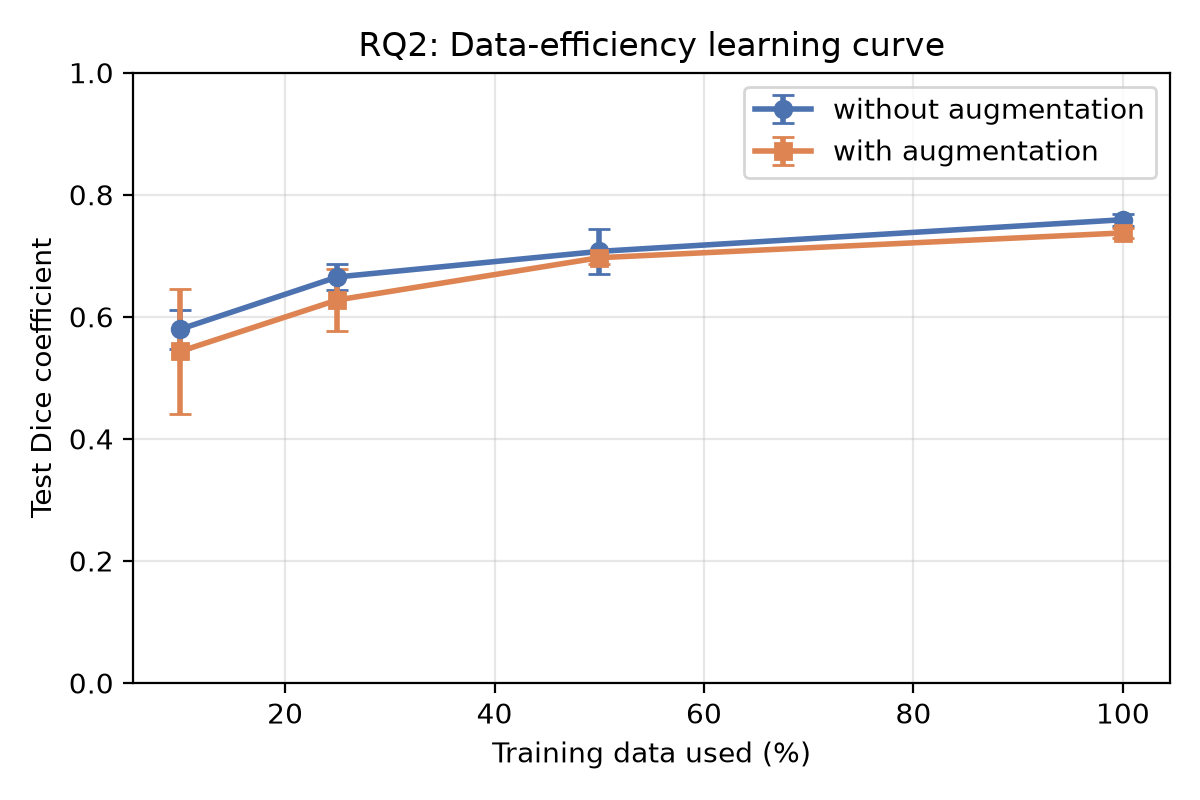 RQ2: Data-efficiency learning curve
1.0
without augmentation
with augmentation
0.8
0.6
0.4
0.2
0.0
Test Dice coefficient
20 40 60 80 100
Training data used (%)